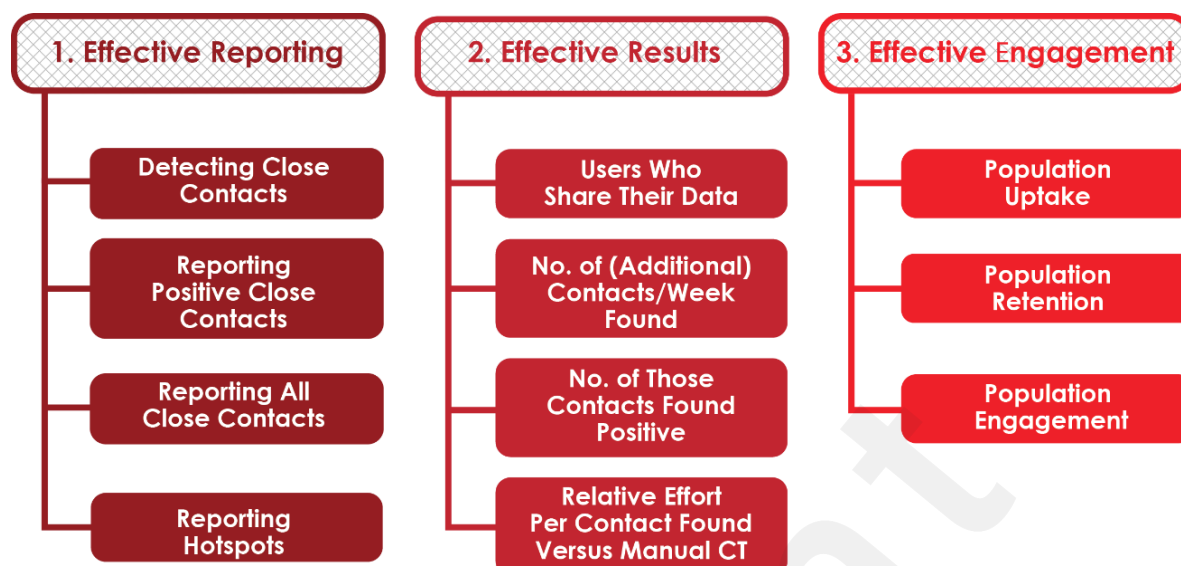 1. Effective Reporting
Detecting Close
Contacts
Reporting
Positive Close
Contacts
Reporting All
Close Contacts
Reporting
Hotspots
2. Effective Results
Users Who
Share Their Data
No. of (Additional)
Contacts/Week
Found
No. of Those
Contacts Found
Positive
Relative Effort
Per Contact Found
Versus Manual CT
3. Effective Engagement
Population
Uptake
Population
Retention
Population
Engagement